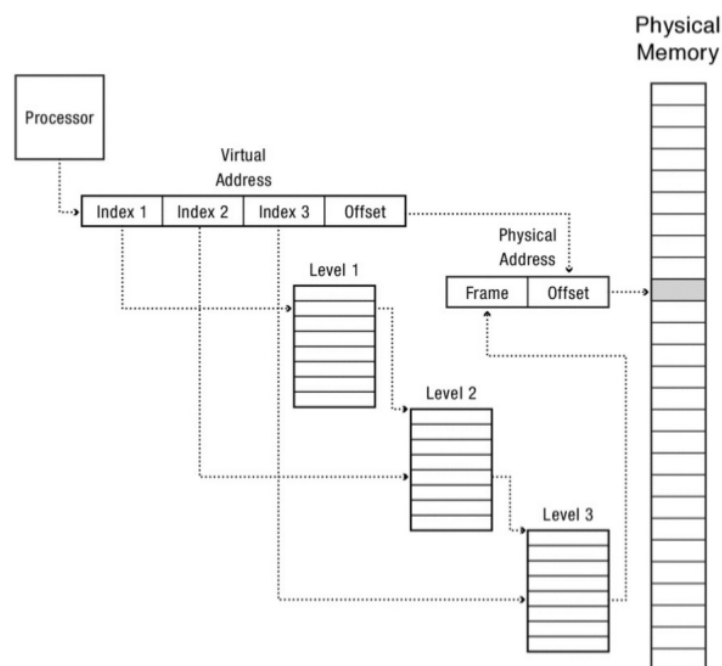 Physical
Memory
Processor
Virtual
Address
Index 1 Index 2 Index 3 Offset
Physical
Address
Level 1
Frame Offset
Level 2
Level 3